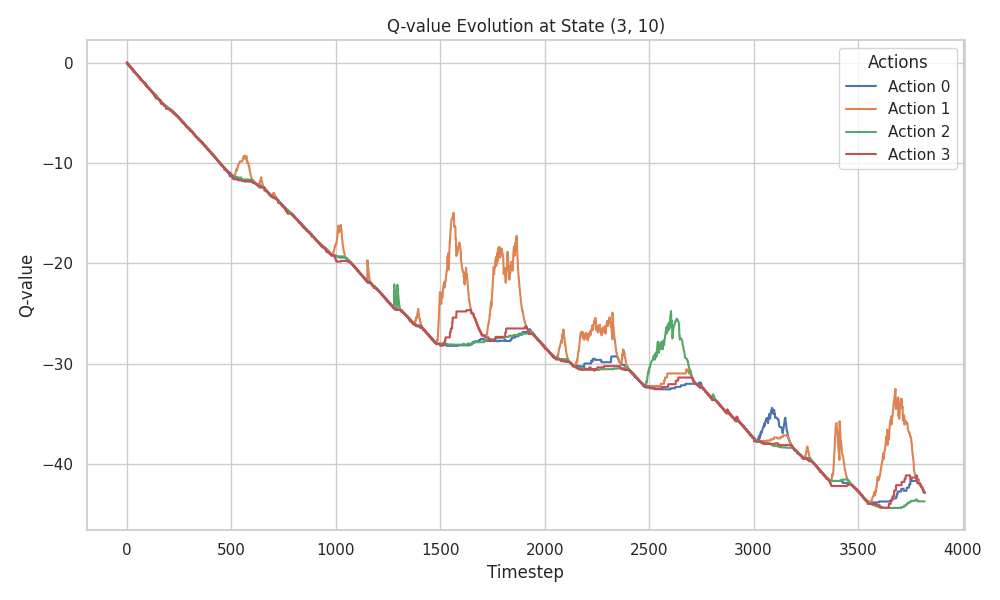 Q-value Evolution at State (3, 10)
Actions
Action 0
Action 1
Action 2
Action 3
Q-value
0
−10
−20
−30
−40
0
500
1000
1500
2000
2500
3000
3500
4000
Timestep